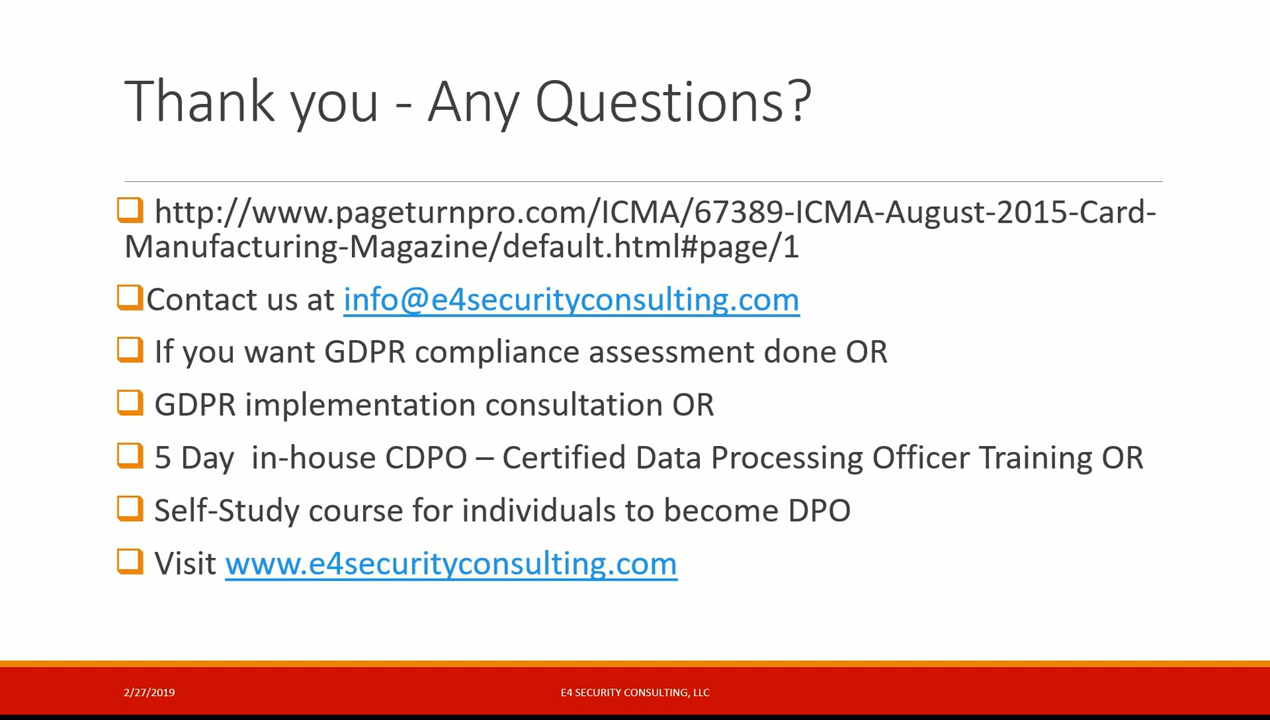 Thank you - Any Questions?
http://www.pageturnpro.com/ICMA/67389-ICMA-August-2015-Card-
Manufacturing-Magazine/default.html#page/1
Contact us at info@e4securityconsulting.com
If you want GDPR compliance assessment done OR
GDPR implementation consultation OR
5 Day  in-house CDPO – Certified Data Processing Officer Training OR
Self-Study course for individuals to become DPO
Visit www.e4securityconsulting.com
2/27/2019
E4 SECURITY CONSULTING, LLC